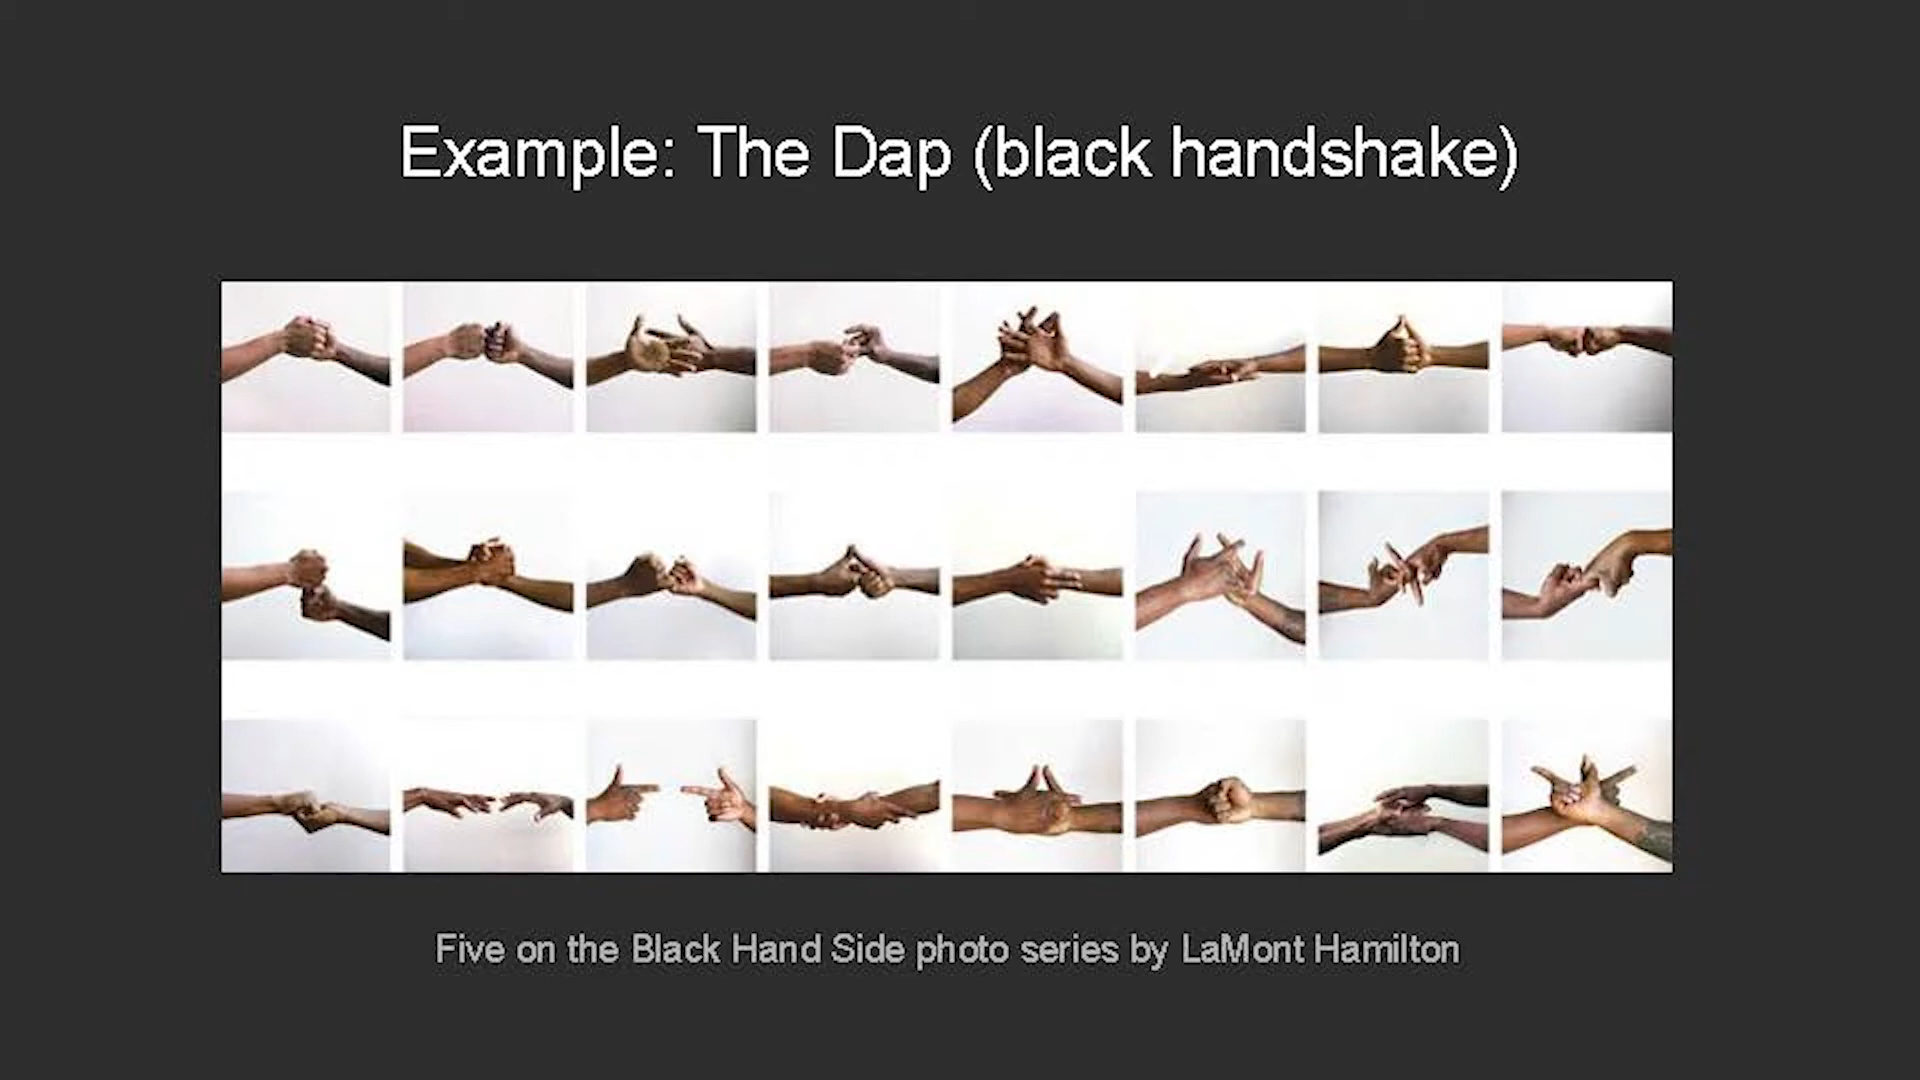 Example: The Dap (black handshake)
Five on the Black Hand Side photo series by LaMont Hamilton